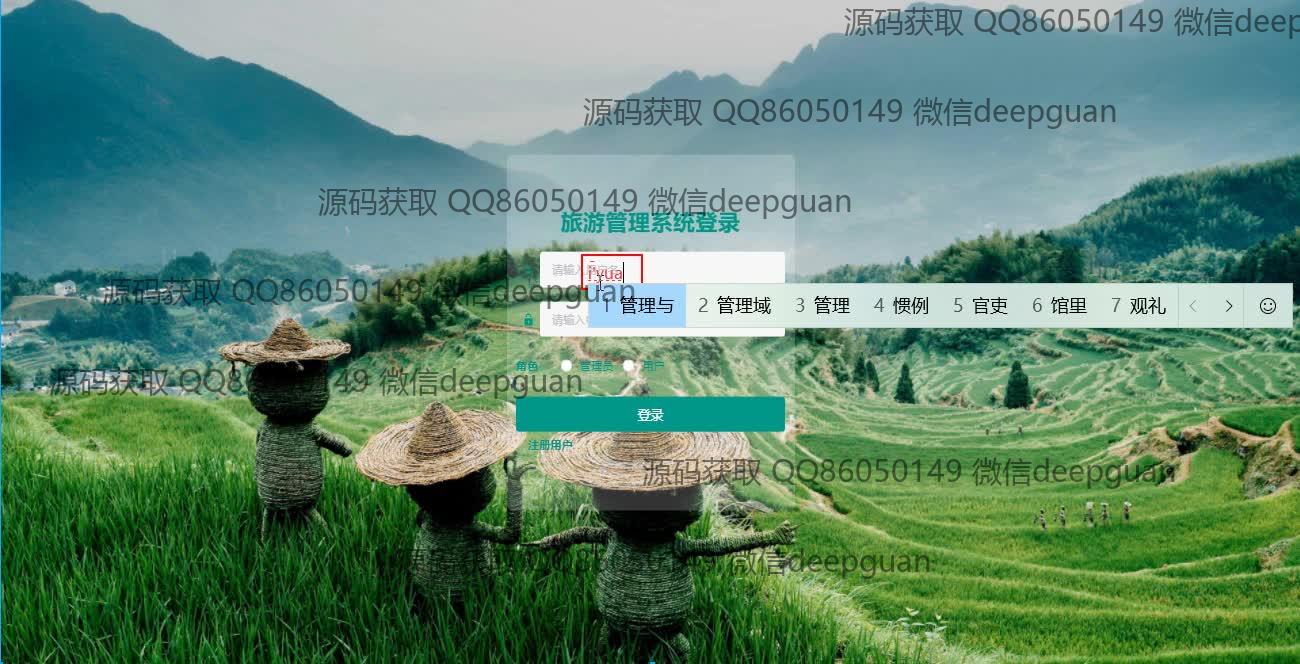 源码获取 QQ86050149 微信deep
源码获取 QQ86050149 微信deepguan
源码获取 QQ86050149 微信deepguan
旅游管理系统登录
请输入
源码获取 QQ86050149 微信deepguan
1 管理与 2 管理域 3 管理 4 惯例 5 官吏 6 馆里 7 观礼
请输入
角色 管理员 用户
源码获取 QQ86050149 微信deepguan
登录
注册用户
源码获取 QQ86050149 微信deepguan
源码获取 QQ86050149 微信deepguan